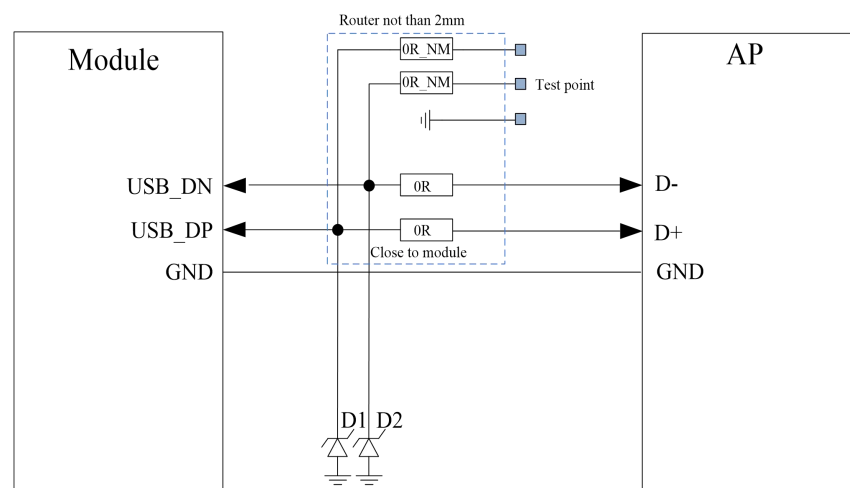 Router not than 2mm
Module
AP
0R_NM
0R_NM
Test point
USB_DN
0R
D-
USB_DP
0R
D+
Close to module
GND
GND
D1
D2